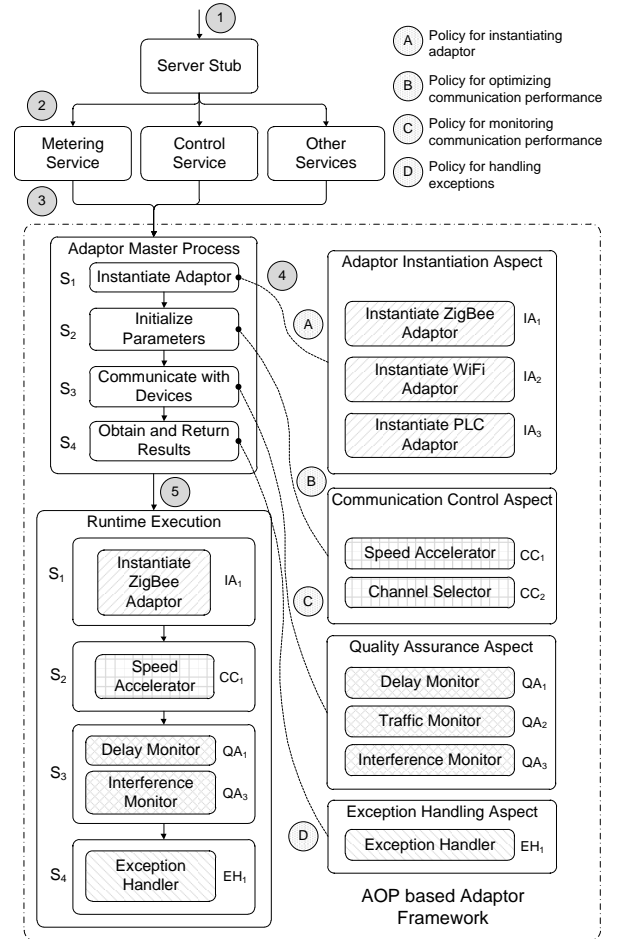 1
Server Stub
2
Metering
Service
Control
Service
Other
Services
3
A
Policy for instantiating
adaptor
B
Policy for optimizing
communication performance
C
Policy for monitoring
communication performance
D
Policy for handling
exceptions
Adaptor Master Process
S1
Instantiate Adaptor
S2
Initialize
Parameters
S3
Communicate with
Devices
S4
Obtain and Return
Results
4
A
B
C
D
5
Adaptor Instantiation Aspect
Instantiate ZigBee
Adaptor
IA1
Instantiate WiFi
Adaptor
IA2
Instantiate PLC
Adaptor
IA3
Communication Control Aspect
Speed Accelerator
CC1
Channel Selector
CC2
Quality Assurance Aspect
Delay Monitor
QA1
Traffic Monitor
QA2
Interference Monitor
QA3
Exception Handling Aspect
Exception Handler
EH1
Runtime Execution
S1
Instantiate
ZigBee
Adaptor
IA1
S2
Speed
Accelerator
CC1
S3
Delay Monitor
QA1
Interference
Monitor
QA3
S4
Exception
Handler
EH1
AOP based Adaptor
Framework